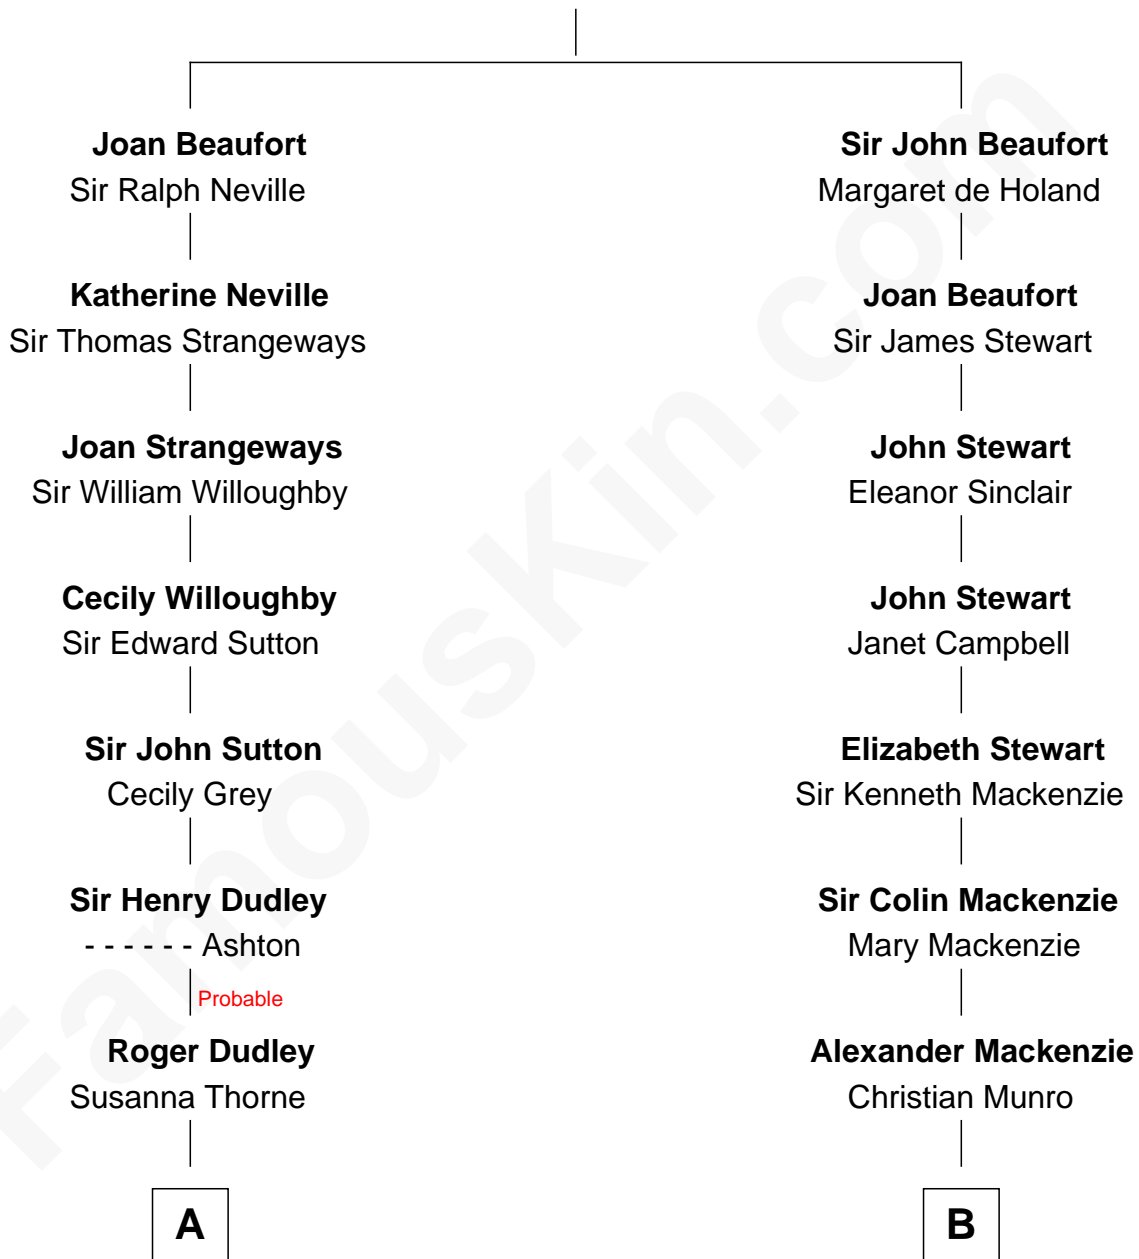 Joan Beaufort
Sir Ralph Neville
Katherine Neville
Sir Thomas Strangeways
Joan Strangeways
Sir William Willoughby
Cecily Willoughby
Sir Edward Sutton
Sir John Sutton
Cecily Grey
Sir Henry Dudley
- - - - - - Ashton
Probable
Roger Dudley
Susanna Thorne
A
Sir John Beaufort
Margaret de Holand
Joan Beaufort
Sir James Stewart
John Stewart
Eleanor Sinclair
John Stewart
Janet Campbell
Elizabeth Stewart
Sir Kenneth Mackenzie
Sir Colin Mackenzie
Mary Mackenzie
Alexander Mackenzie
Christian Munro
B
FamousKin.com